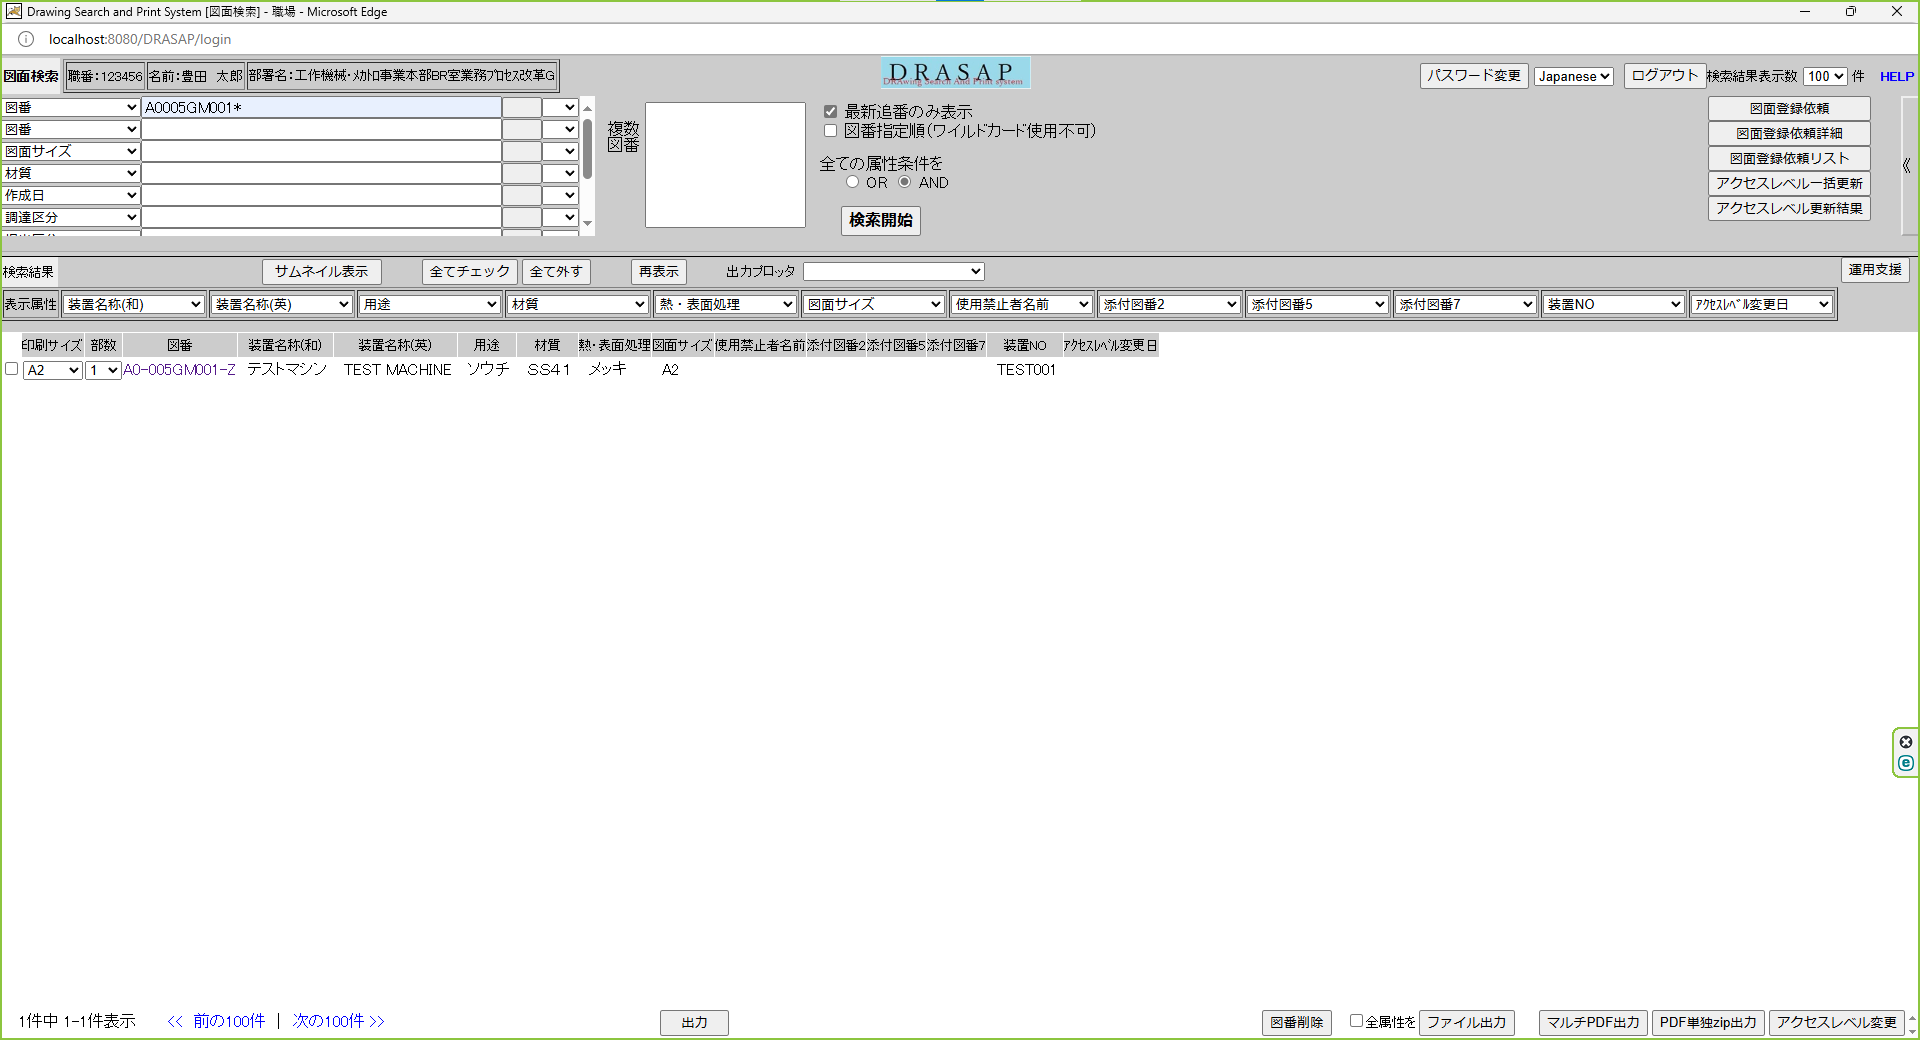 Drawing Search and Print System [図面検索] - 職場 - Microsoft Edge
localhost:8080/DRASAP/login
図面検索 職番:123456 名前:豊田 太郎 部署名:工作機械・ﾒｶﾄﾛ事業本部BR室業務ﾌﾟﾛｾｽ改革G DRASAP パスワード変更 Japanese ログアウト 検索結果表示数 100 件 HELP
DRAwing Search And Print system
図番 A0005GM001*
図番
図面サイズ
材質
作成日
調達区分
複数
図番
最新追番のみ表示
図番指定順(ワイルドカード使用不可)
全ての属性条件を
OR AND
検索開始
図面登録依頼
図面登録依頼詳細
図面登録依頼リスト
アクセスレベル一括更新
アクセスレベル更新結果
《
検索結果 サムネイル表示 全てチェック 全て外す 再表示 出力プロッタ 運用支援
表示属性 装置名称(和) 装置名称(英) 用途 材質 熱・表面処理 図面サイズ 使用禁止者名前 添付図番2 添付図番5 添付図番7 装置NO ｱｸｾｽﾚﾍﾞﾙ変更日
印刷サイズ 部数 図番 装置名称(和) 装置名称(英) 用途 材質 熱・表面処理 図面サイズ 使用禁止者名前 添付図番2 添付図番5 添付図番7 装置NO ｱｸｾｽﾚﾍﾞﾙ変更日
A2 1 A0-005GM001-Z テストマシン TEST MACHINE ソウチ ＳＳ４１ メッキ A2 TEST001
1件中 1-1件表示 << 前の100件 | 次の100件 >> 出力 図番削除 全属性を ファイル出力 マルチPDF出力 PDF単独zip出力 アクセスレベル変更